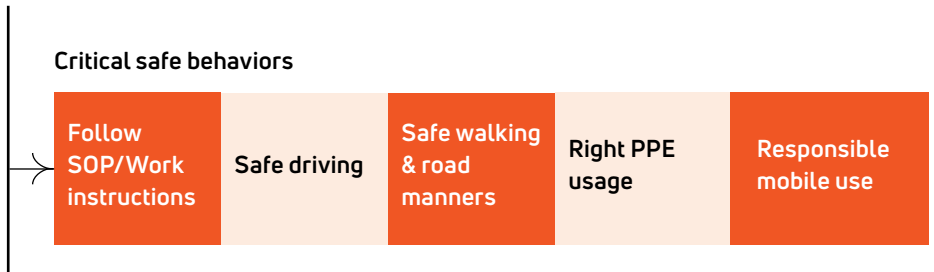 Critical safe behaviors
Follow
SOP/Work
instructions
Safe driving
Safe walking
& road
manners
Right PPE
usage
Responsible
mobile use